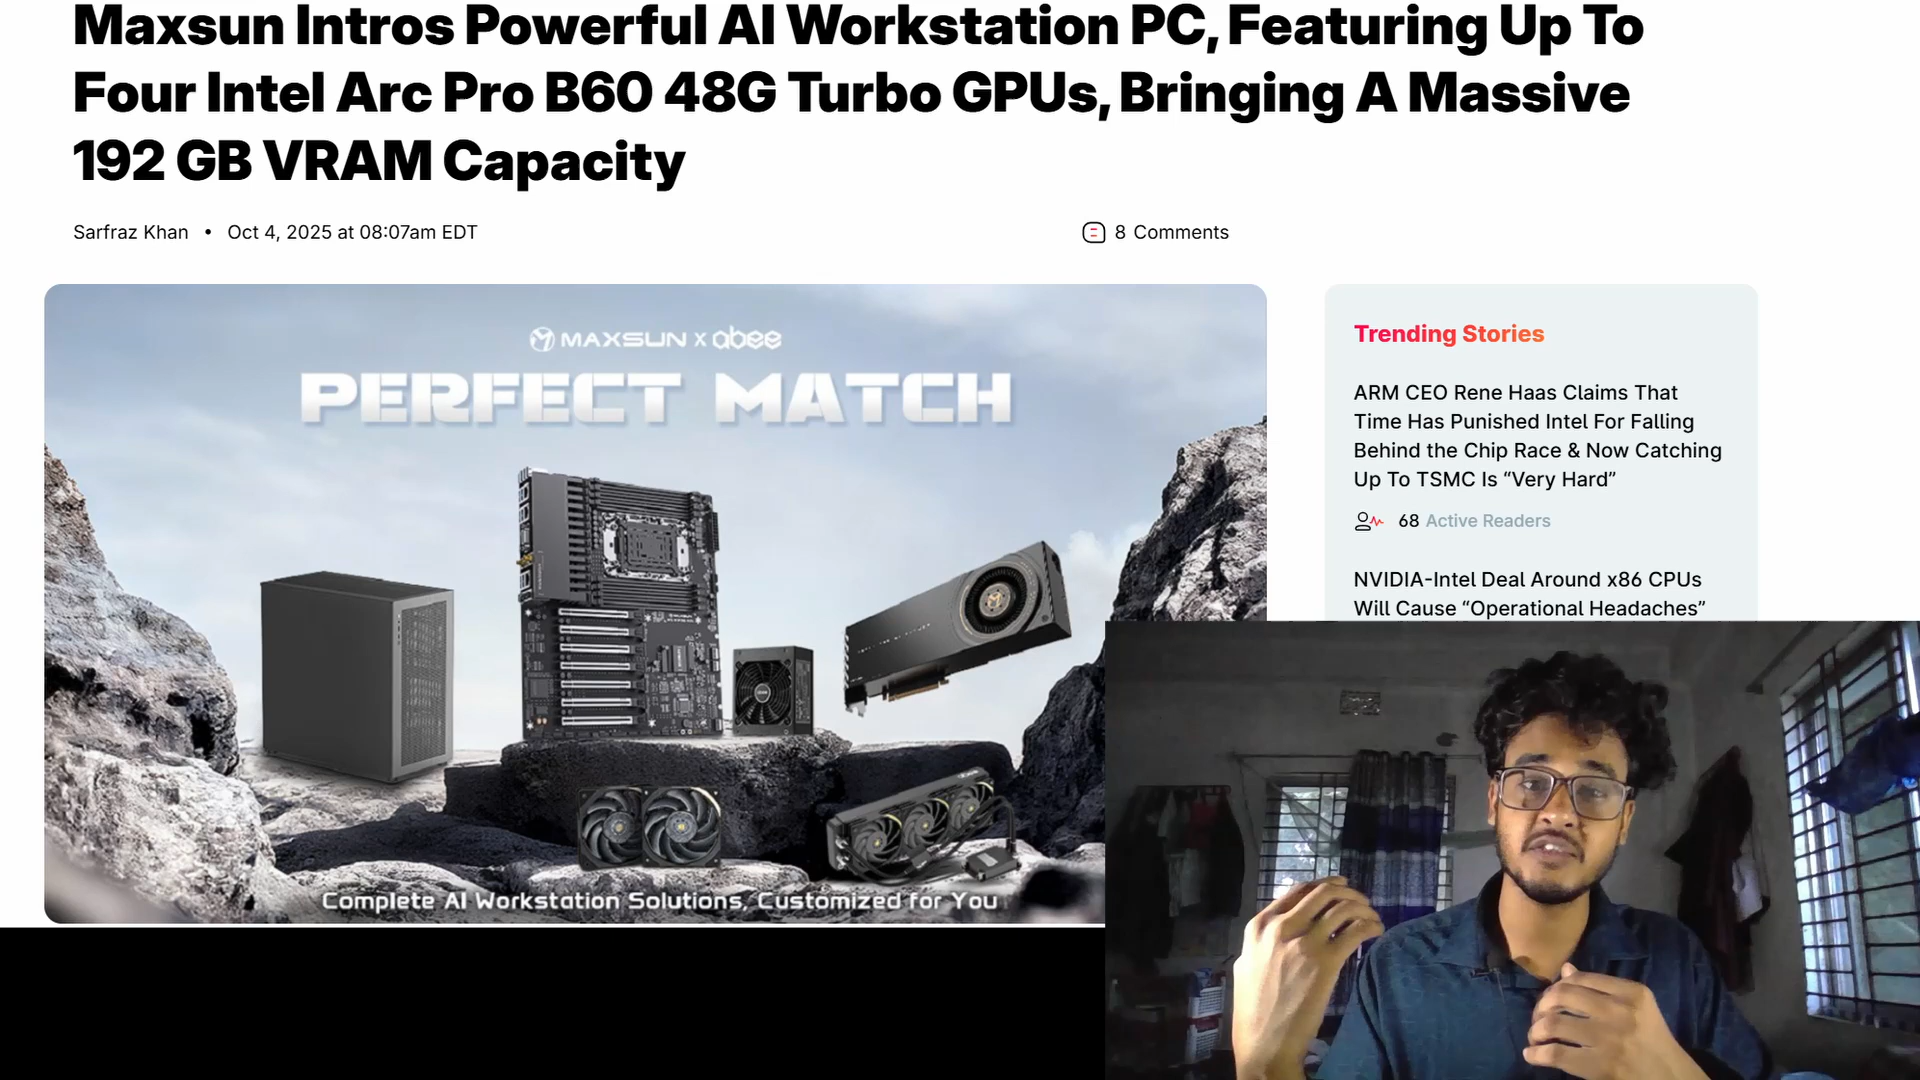 Maxsun Intros Powerful AI Workstation PC, Featuring Up To
Four Intel Arc Pro B60 48G Turbo GPUs, Bringing A Massive
192 GB VRAM Capacity
Sarfraz Khan • Oct 4, 2025 at 08:07am EDT
8 Comments
MAXSUN x abee
PERFECT MATCH
Complete AI Workstation Solutions, Customized for You
Trending Stories
ARM CEO Rene Haas Claims That
Time Has Punished Intel For Falling
Behind the Chip Race & Now Catching
Up To TSMC Is “Very Hard”
68 Active Readers
NVIDIA-Intel Deal Around x86 CPUs
Will Cause “Operational Headaches”